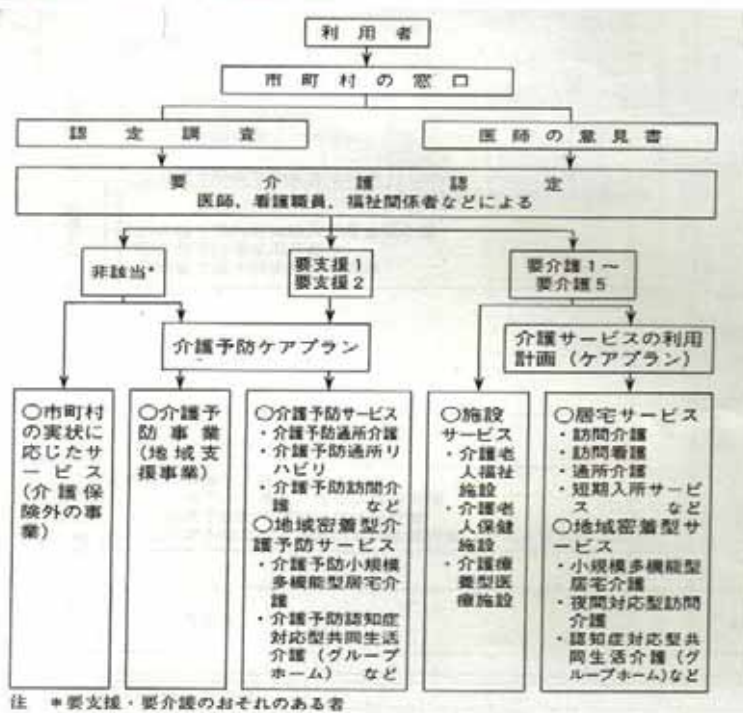 利用者
市町村の窓口
認定調査
医師の意見書
要介護認定
医師、看護職員、福祉関係者などによる
非該当*
要支援1
要支援2
要介護1〜
要介護5
介護予防ケアプラン
介護サービスの利用
計画(ケアプラン)
〇市町村
の実状に
応じたサ
ービス
(介護保
険外の事
業)
〇介護予
防事業
(地域支
援事業)
〇介護予防サービス
・介護予防通所介護
・介護予防通所リ
ハビリ
・介護予防訪問介
護 など
〇地域密着型介
護予防サービス
・介護予防小規模
多機能型居宅介
護
・介護予防認知症
対応型共同生活
介護(グループ
ホーム) など
〇施設
サービス
・介護老
人福祉
施設
・介護老
人保健
施設
・介護療
養型医
療施設
〇居宅サービス
・訪問介護
・訪問看護
・通所介護
・短期入所サービ
ス など
〇地域密着型サ
ービス
・小規模多機能型
居宅介護
・夜間対応型訪問
介護
・認知症対応型共
同生活介護(グ
ループホーム)など
注 *要支援・要介護のおそれのある者